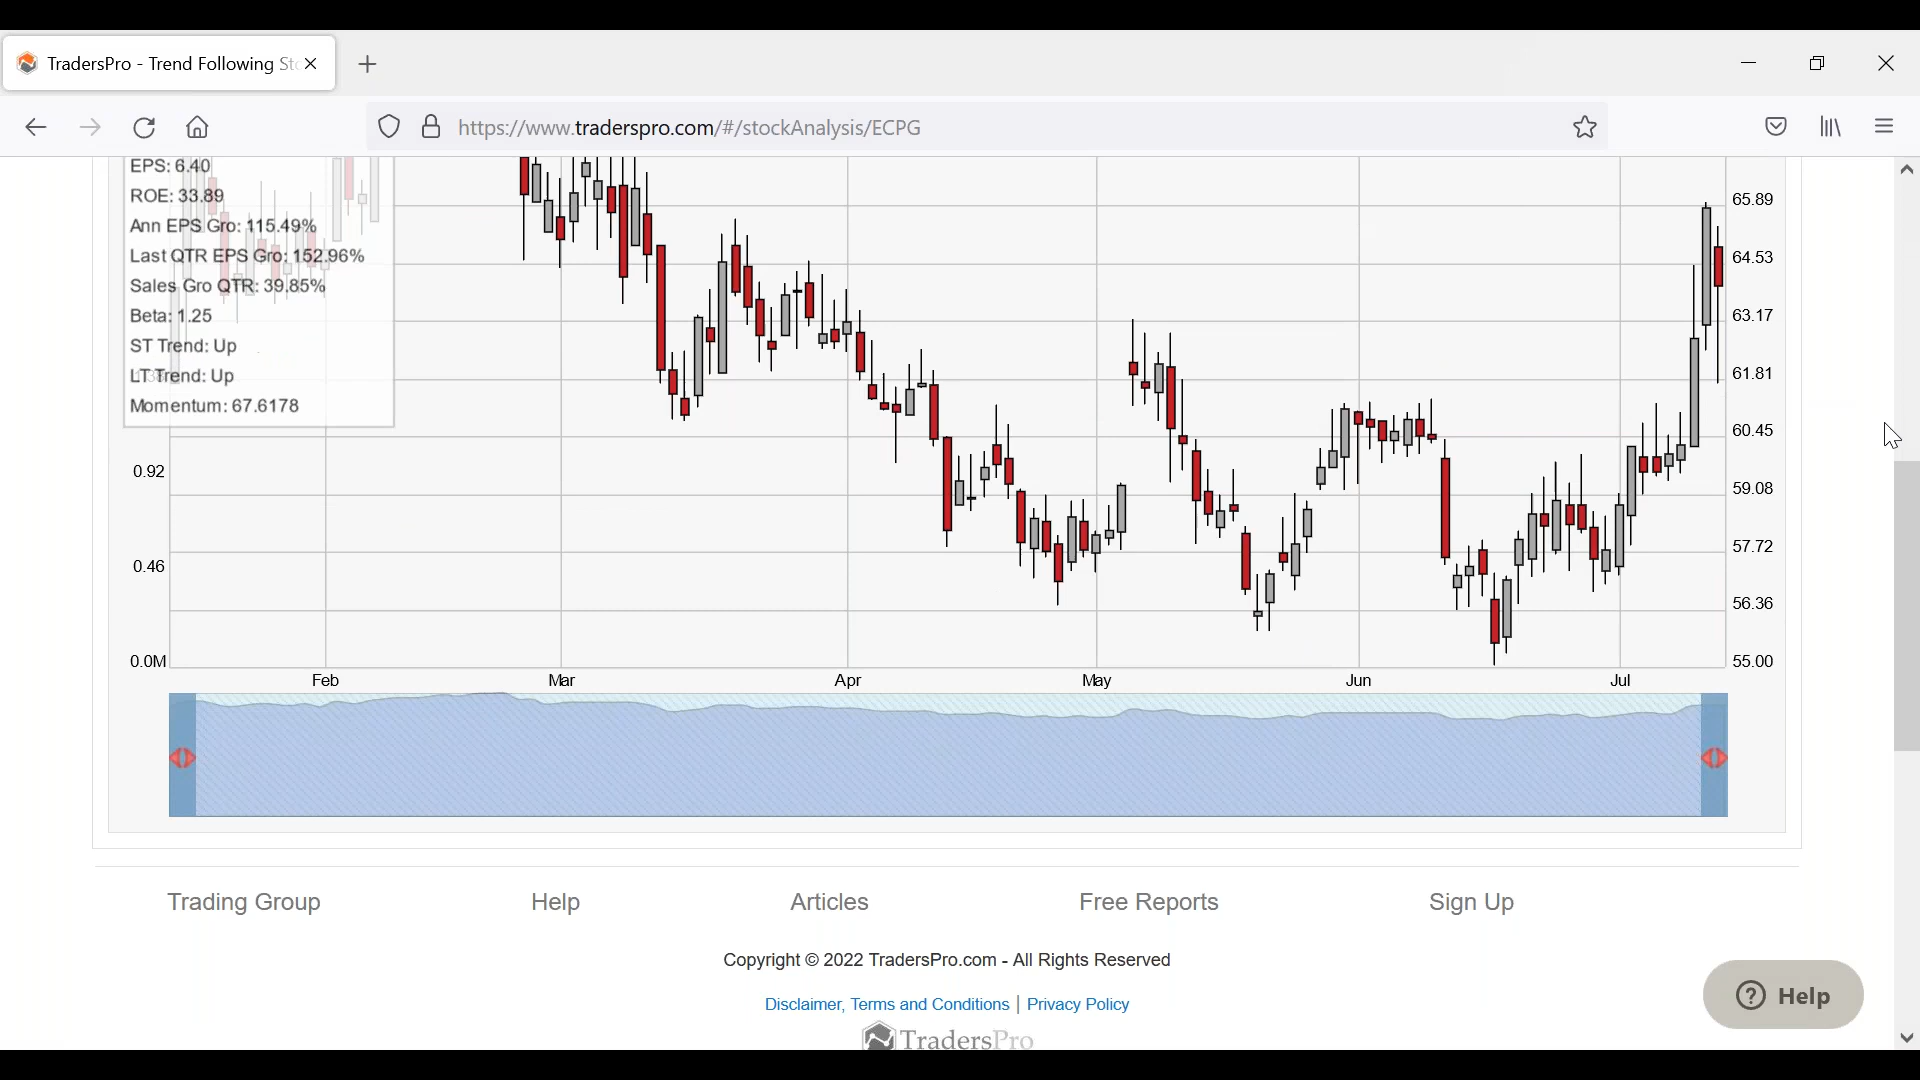 TradersPro - Trend Following Sto
https://www.traderspro.com/#/stockAnalysis/ECPG
EPS: 6.40
ROE: 33.89
Ann EPS Gro: 115.49%
Last QTR EPS Gro: 152.96%
Sales Gro QTR: 39.85%
Beta: 1.25
ST Trend: Up
LT Trend: Up
Momentum: 67.6178
0.92
0.46
0.0M
65.89
64.53
63.17
61.81
60.45
59.08
57.72
56.36
55.00
Feb Mar Apr May Jun Jul
Trading Group Help Articles Free Reports Sign Up
Copyright © 2022 TradersPro.com - All Rights Reserved
Disclaimer, Terms and Conditions | Privacy Policy
TradersPro
? Help